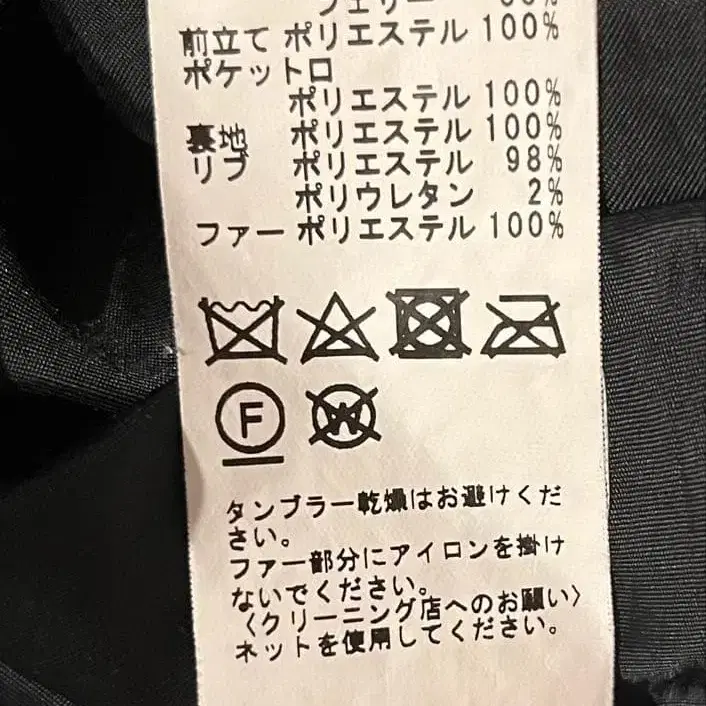 前立て ポリエステル 100%
ポケット口
ポリエステル 100%
裏地 ポリエステル 100%
リブ ポリエステル 98%
ポリウレタン 2%
ファー ポリエステル 100%
F
W
タンブラー乾燥はお避けくだ
さい。
ファー部分にアイロンを掛け
ないでください。
〈クリーニング店へのお願い〉
ネットを使用してください。